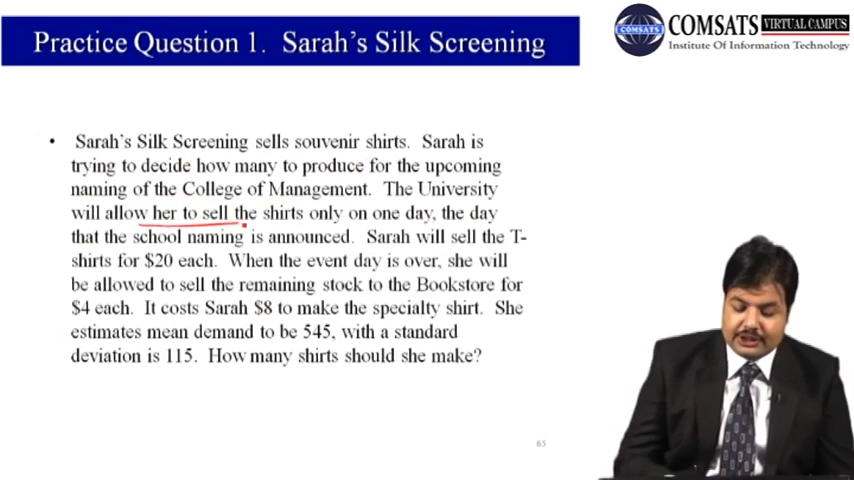 Practice Question 1. Sarah's Silk Screening
COMSATS
COMSATS VIRTUAL CAMPUS
Institute Of Information Technology
• Sarah's Silk Screening sells souvenir shirts. Sarah is
trying to decide how many to produce for the upcoming
naming of the College of Management. The University
will allow her to sell the shirts only on one day, the day
that the school naming is announced. Sarah will sell the T-
shirts for $20 each. When the event day is over, she will
be allowed to sell the remaining stock to the Bookstore for
$4 each. It costs Sarah $8 to make the specialty shirt. She
estimates mean demand to be 545, with a standard
deviation is 115. How many shirts should she make?
65